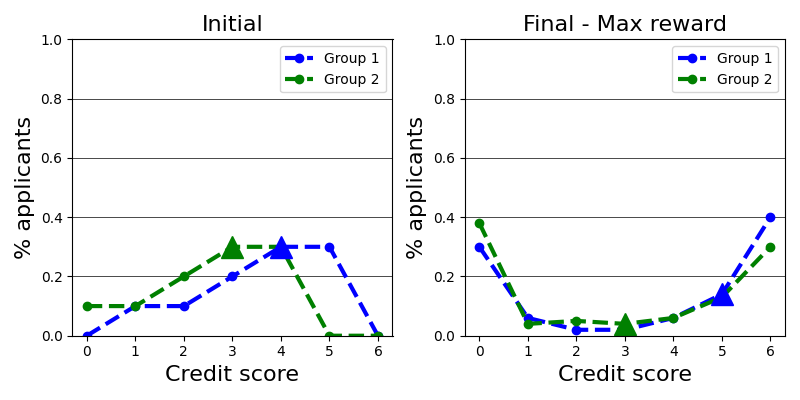 Initial
Final - Max reward
1.0
0.8
0.6
0.4
0.2
0.0
% applicants
0 1 2 3 4 5 6
Credit score
Group 1
Group 2
1.0
0.8
0.6
0.4
0.2
0.0
% applicants
0 1 2 3 4 5 6
Credit score
Group 1
Group 2